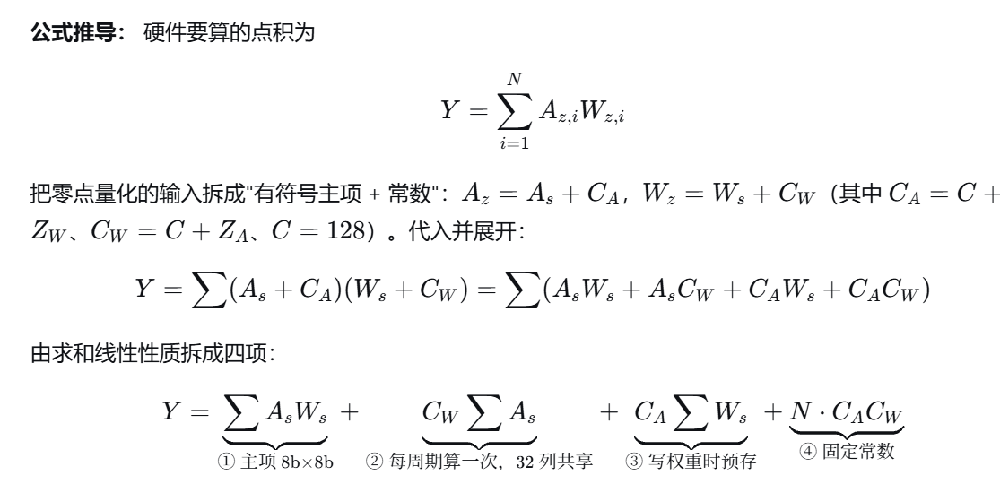 公式推导： 硬件要算的点积为
$$Y = \sum_{i=1}^{N} A_{z,i} W_{z,i}$$
把零点量化的输入拆成"有符号主项 + 常数"：$A_z = A_s + C_A$，$W_z = W_s + C_W$（其中 $C_A = C +$
$Z_W$、$C_W = C + Z_A$、$C = 128$）。代入并展开：
$$Y = \sum (A_s + C_A)(W_s + C_W) = \sum (A_s W_s + A_s C_W + C_A W_s + C_A C_W)$$
由求和线性性质拆成四项：
$$Y = \underbrace{\sum A_s W_s}_{\text{① 主项 8b×8b}} + \underbrace{C_W \sum A_s}_{\text{② 每周期算一次，32 列共享}} + \underbrace{C_A \sum W_s}_{\text{③ 写权重时预存}} + \underbrace{N \cdot C_A C_W}_{\text{④ 固定常数}}$$